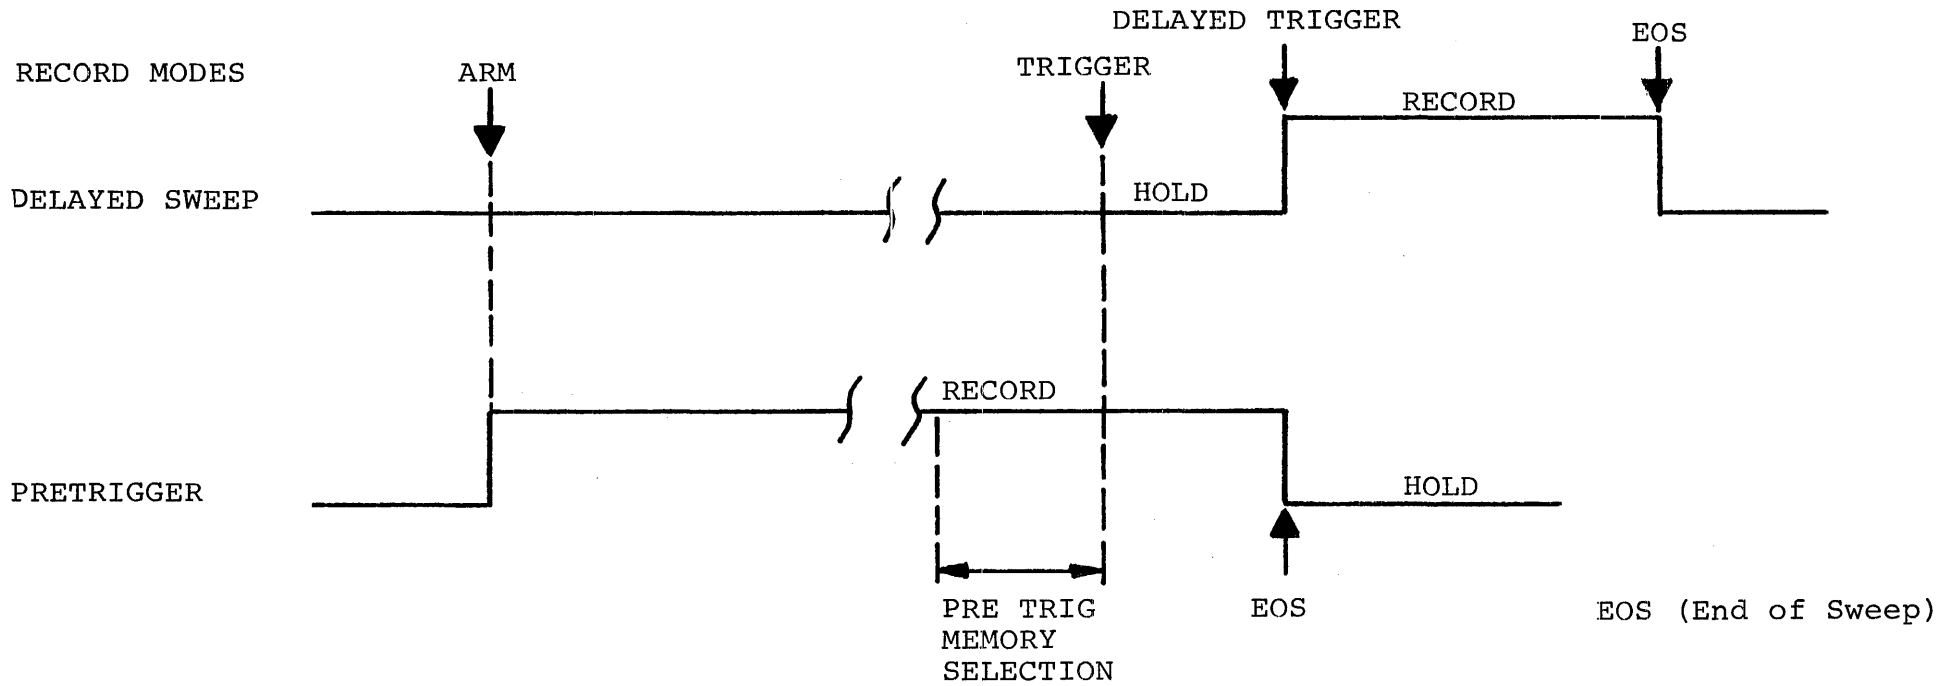 DELAYED TRIGGER
EOS
RECORD MODES
ARM
TRIGGER
RECORD
DELAYED SWEEP
HOLD
RECORD
PRETRIGGER
HOLD
PRE TRIG
MEMORY
SELECTION
EOS
EOS (End of Sweep)